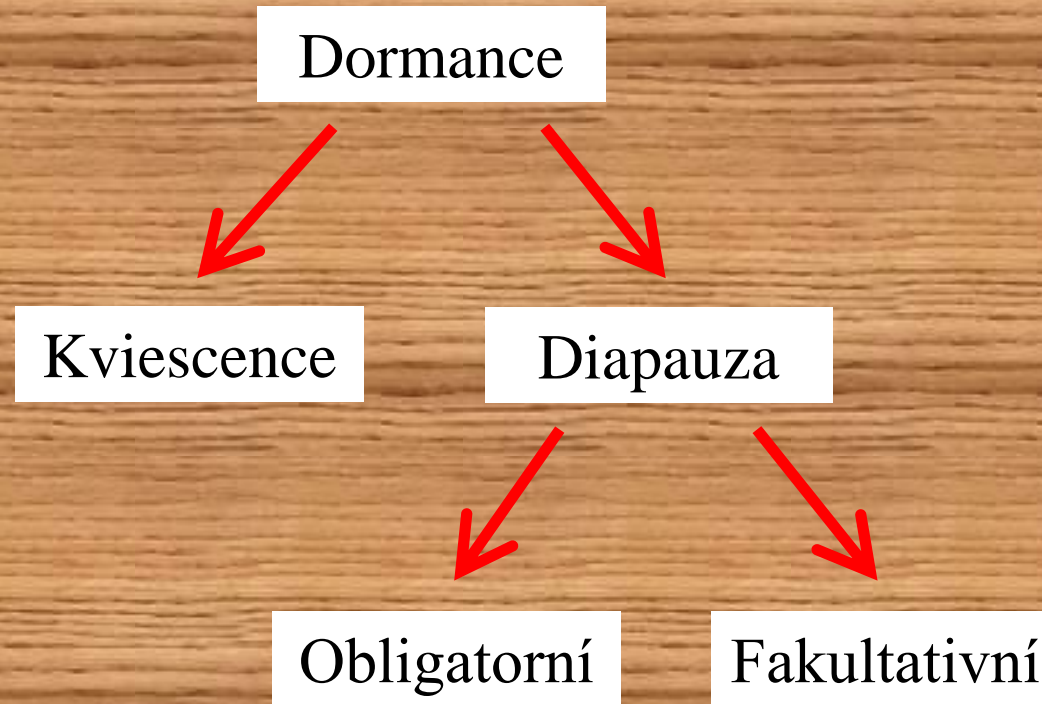 Dormance
Kviescence
Diapauza
Obligatorní
Fakultativní